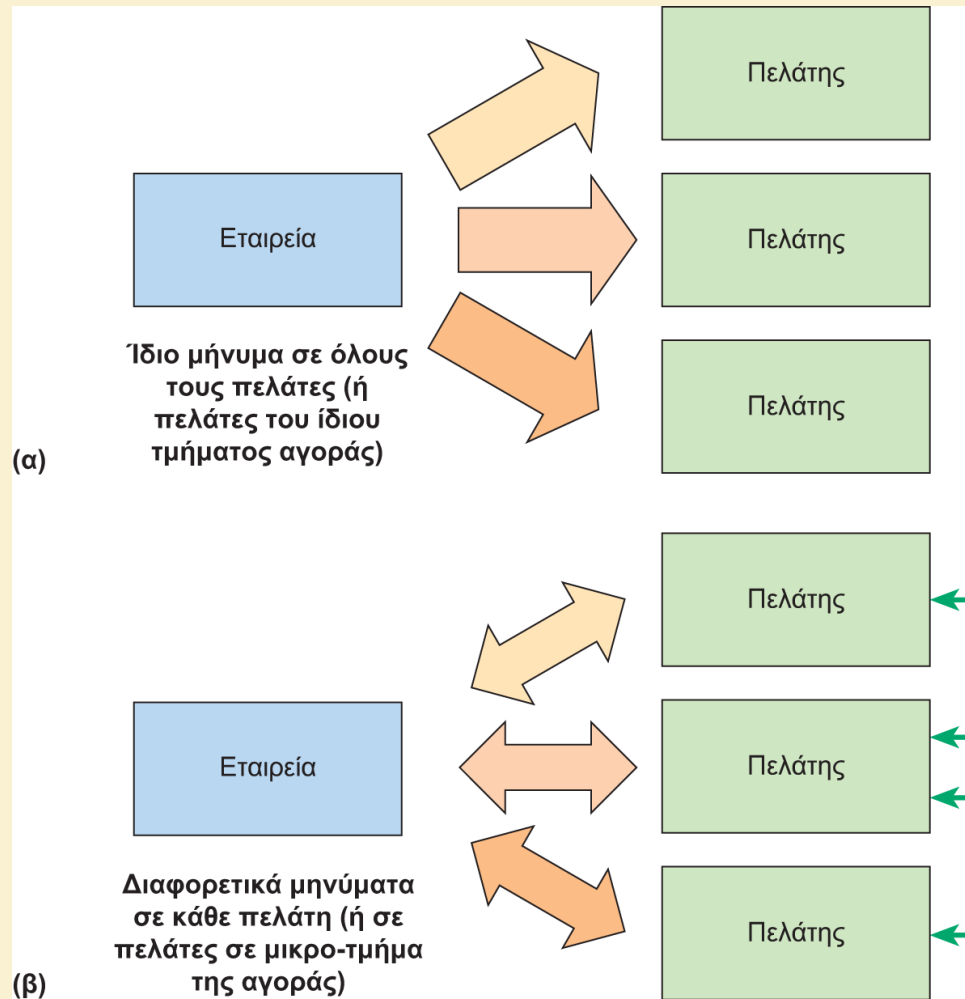 Πελάτης
Εταιρεία
Πελάτης
Ίδιο μήνυμα σε όλους
τους πελάτες (ή
πελάτες του ίδιου
τμήματος αγοράς)
Πελάτης
(α)
Πελάτης
Εταιρεία
Πελάτης
Διαφορετικά μηνύματα
σε κάθε πελάτη (ή σε
πελάτες σε μικρο-τμήμα
της αγοράς)
Πελάτης
(β)